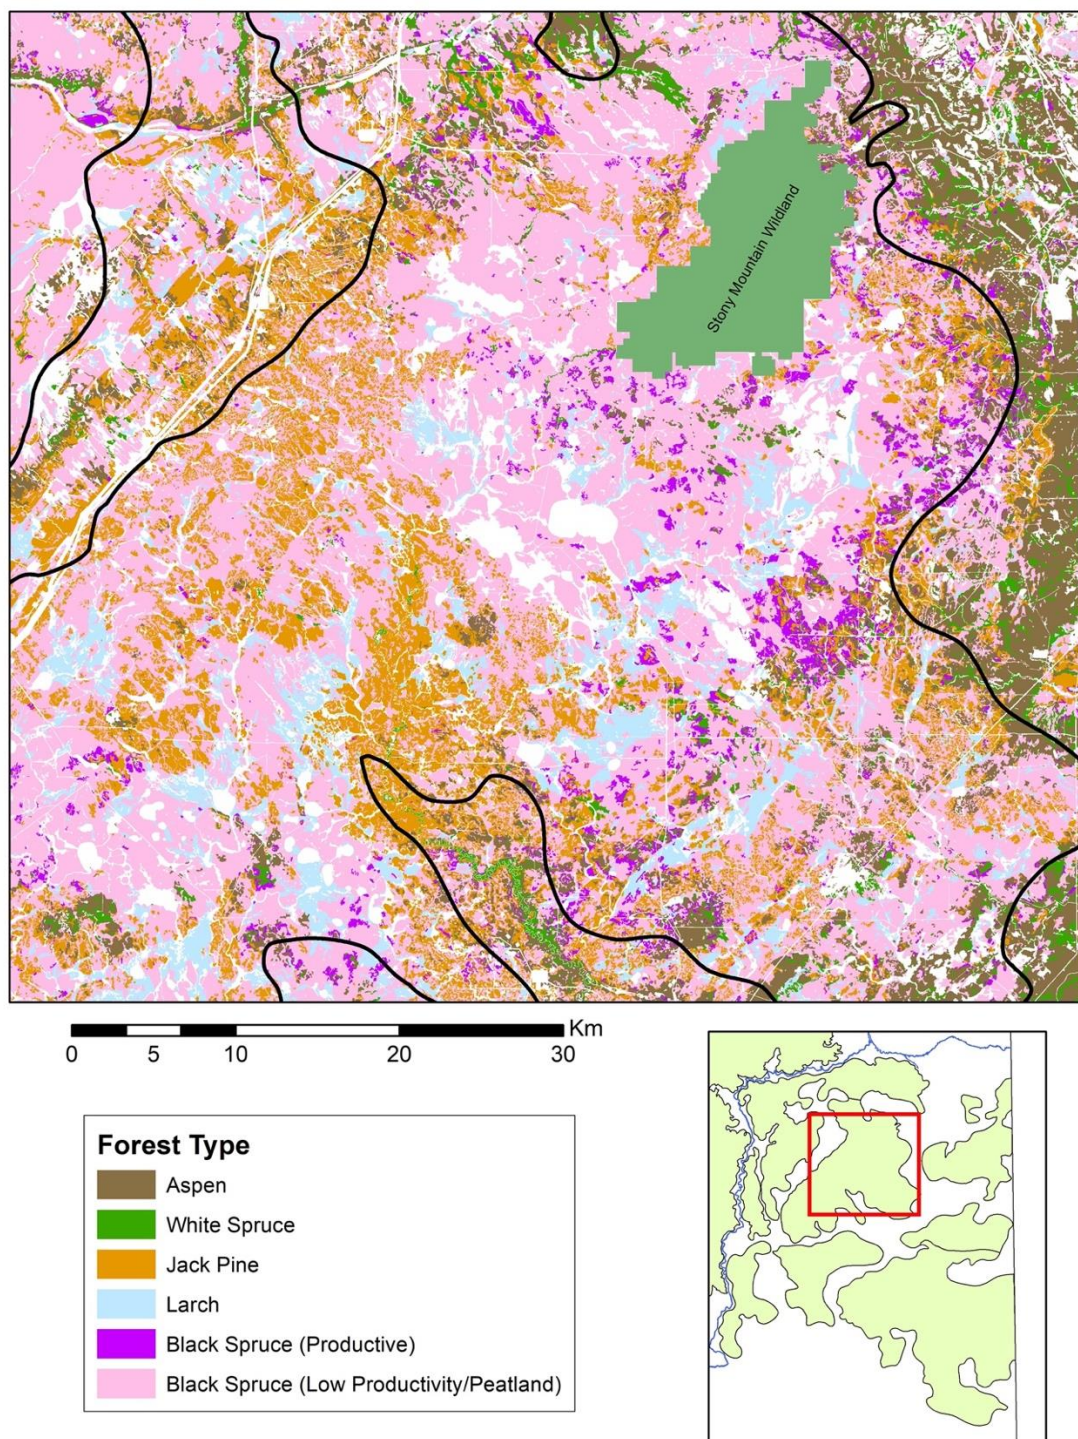 Stony Mountain Wildland
Km
0 5 10 20 30
Forest Type
Aspen
White Spruce
Jack Pine
Larch
Black Spruce (Productive)
Black Spruce (Low Productivity/Peatland)